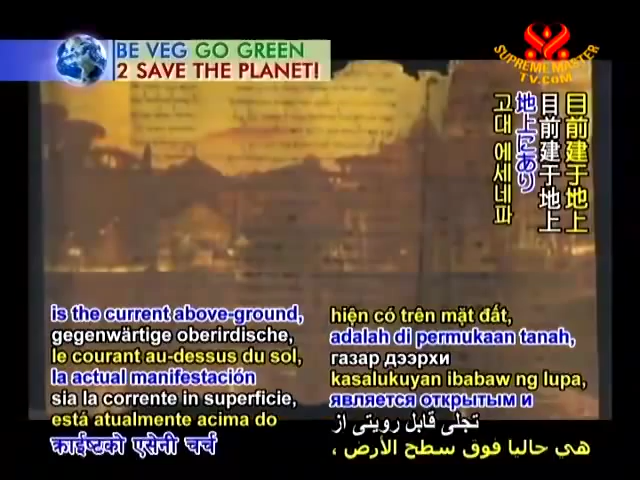 BE VEG GO GREEN
2 SAVE THE PLANET!
SUPREME MASTER
TV.COM
目前建于地上
目前建于地上
地上にあり
고대 에세네파
is the current above-ground,
gegenwärtige oberirdische,
le courant au-dessus du sol,
la actual manifestación
sia la corrente in superficie,
está atualmente acima do
क्राईष्टको एसेनी चर्च
hiện có trên mặt đất,
adalah di permukaan tanah,
газар дээрхи
kasalukuyan ibabaw ng lupa,
является открытым и
تجلی قابل رویتی از
هي حاليا فوق سطح الأرض ،